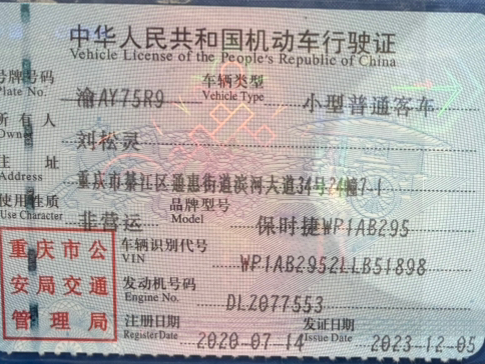 中华人民共和国机动车行驶证
Vehicle License of the People's Republic of China
号牌号码 渝AY75R9 车辆类型 小型普通客车
Plate No. Vehicle Type
所有人 刘松灵
Owner
住址 重庆市綦江区通惠街道滨河大道34号24幢7-1
使用性质 非营运 品牌型号 保时捷WP1AB295
Use Character Model
重庆市公安局交通管理局
车辆识别代号 WP1AB2952LLB51898
VIN
发动机号码 DL2077553
Engine No.
注册日期 2020-07-14 发证日期 2023-12-05
Register Date Issue Date